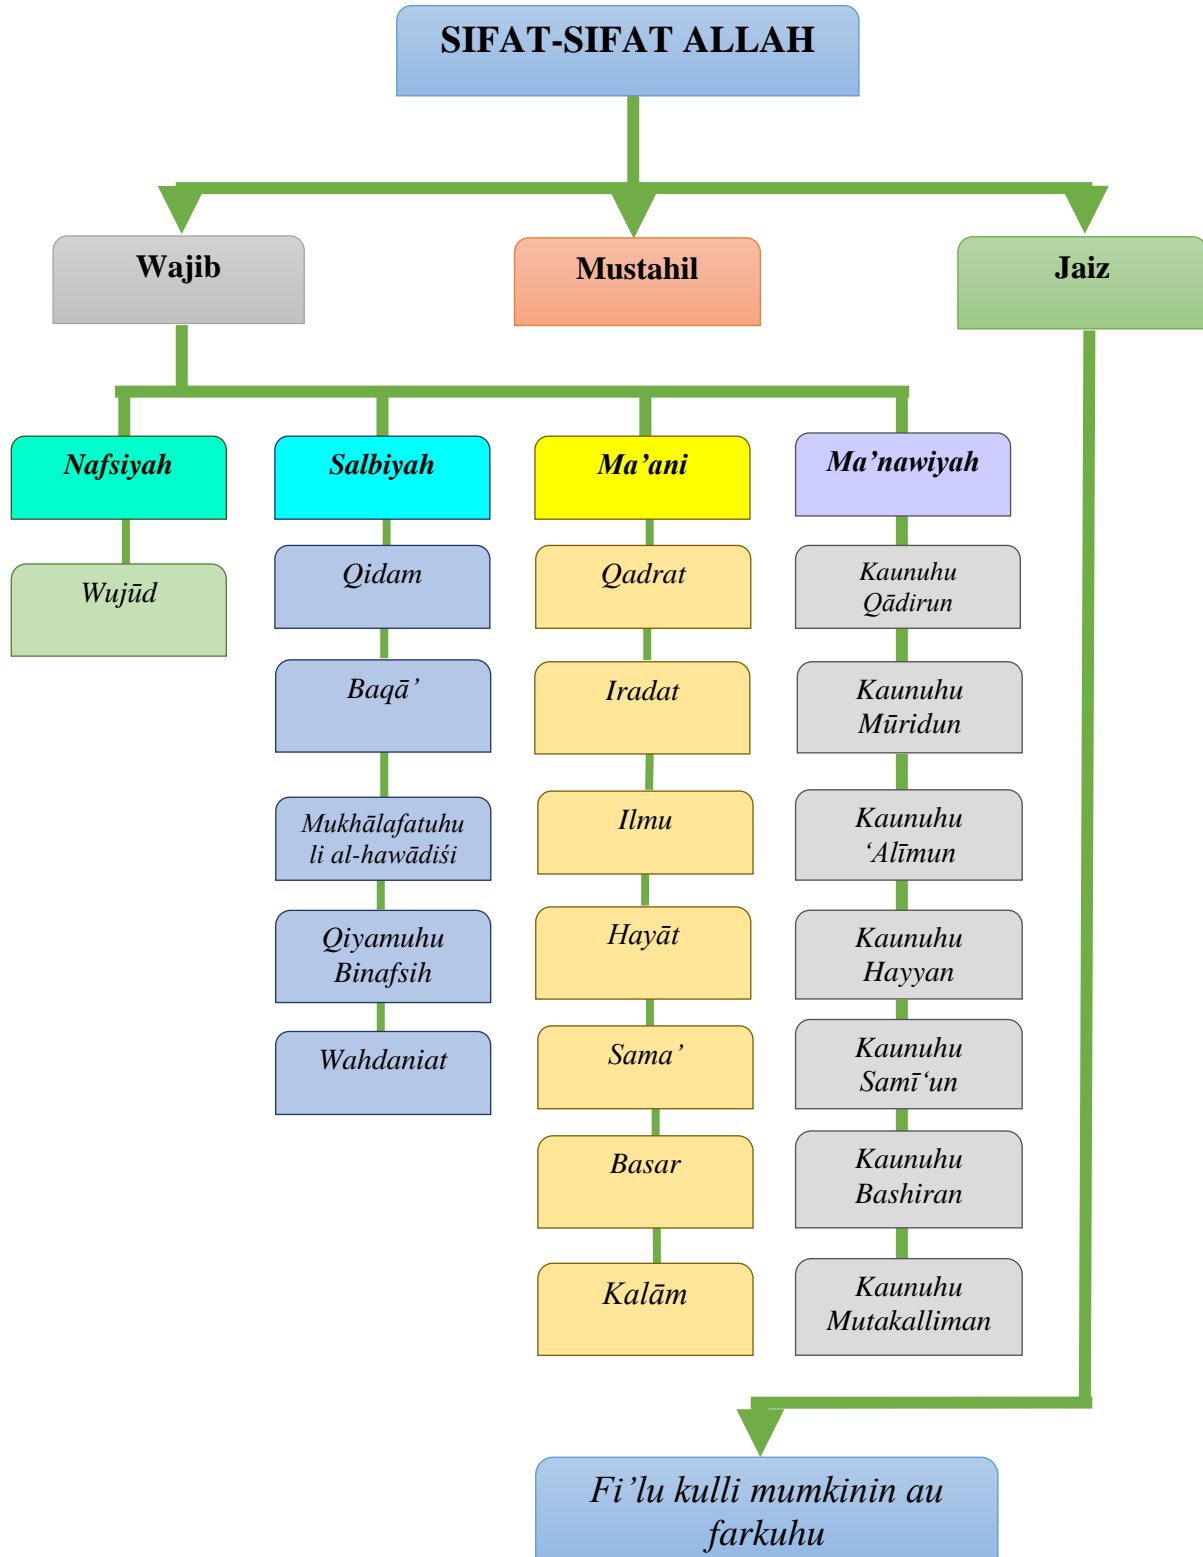 SIFAT-SIFAT ALLAH
Wajib
Mustahil
Jaiz
Nafsiyah
Salbiyah
Ma’ani
Ma’nawiyah
Wujūd
Qidam
Baqā’
Mukhālafatuhu
li al-hawādiśi
Qiyamuhu
Binafsih
Wahdaniat
Qadrat
Iradat
Ilmu
Hayāt
Sama’
Basar
Kalām
Kaunuhu
Qādirun
Kaunuhu
Mūridun
Kaunuhu
‘Alīmun
Kaunuhu
Hayyan
Kaunuhu
Samī‘un
Kaunuhu
Bashiran
Kaunuhu
Mutakalliman
Fi’lu kulli mumkinin au
farkuhu